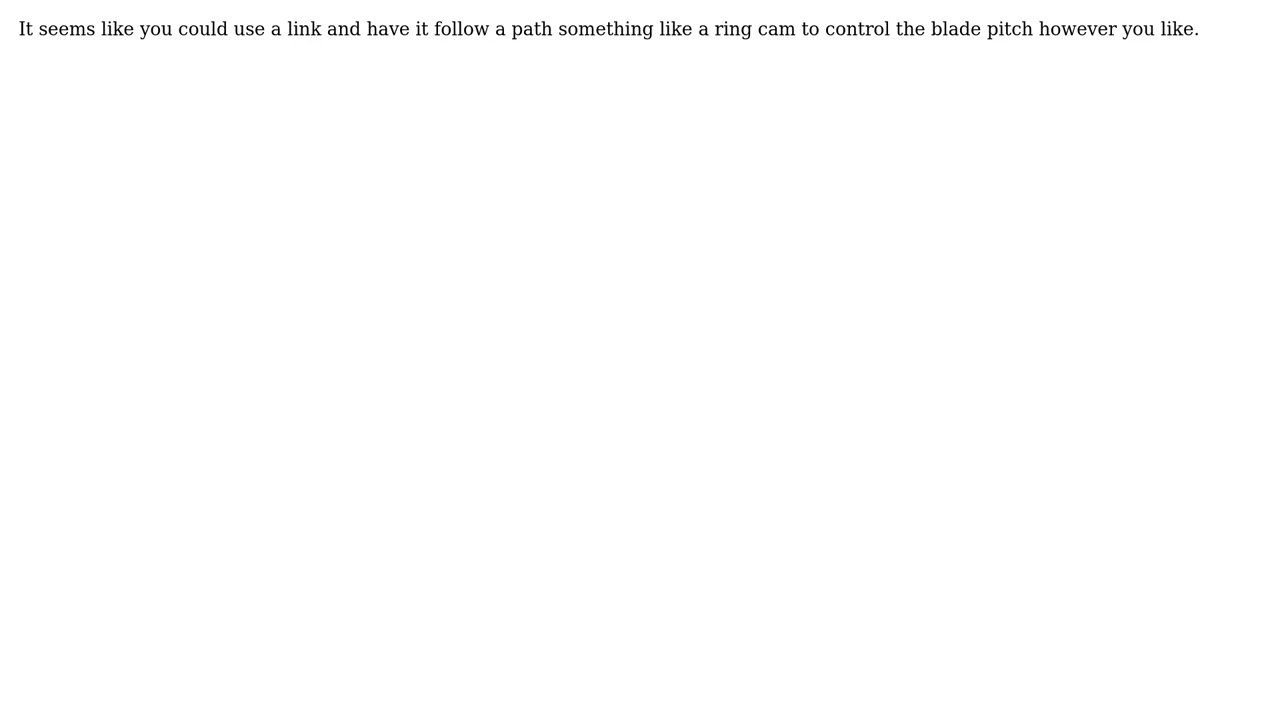 It seems like you could use a link and have it follow a path something like a ring cam to control the blade pitch however you like.